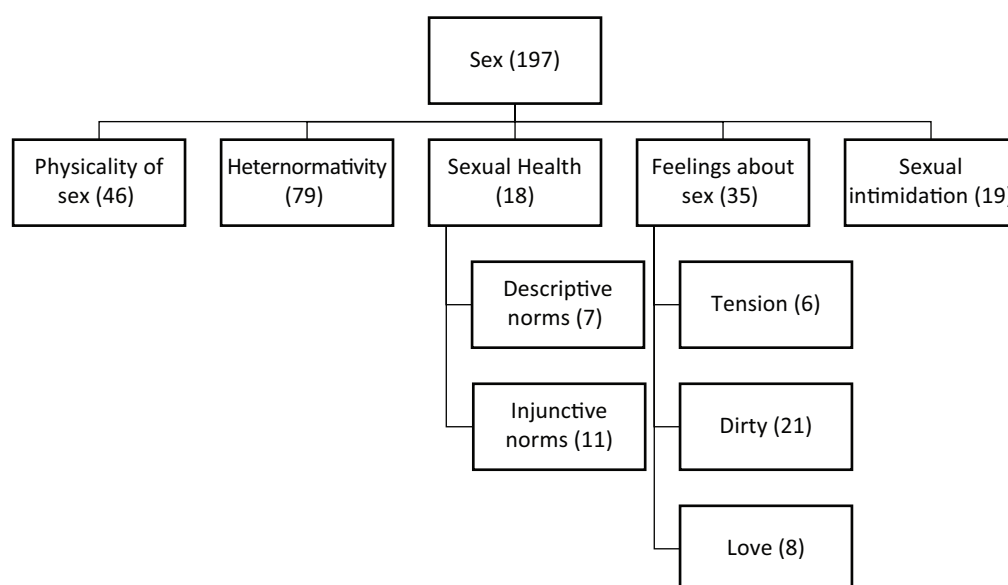 Sex (197)
Physicality of
sex (46)
Heternormativity
(79)
Sexual Health
(18)
Feelings about
sex (35)
Sexual
intimidation (19)
Descriptive
norms (7)
Tension (6)
Injunctive
norms (11)
Dirty (21)
Love (8)